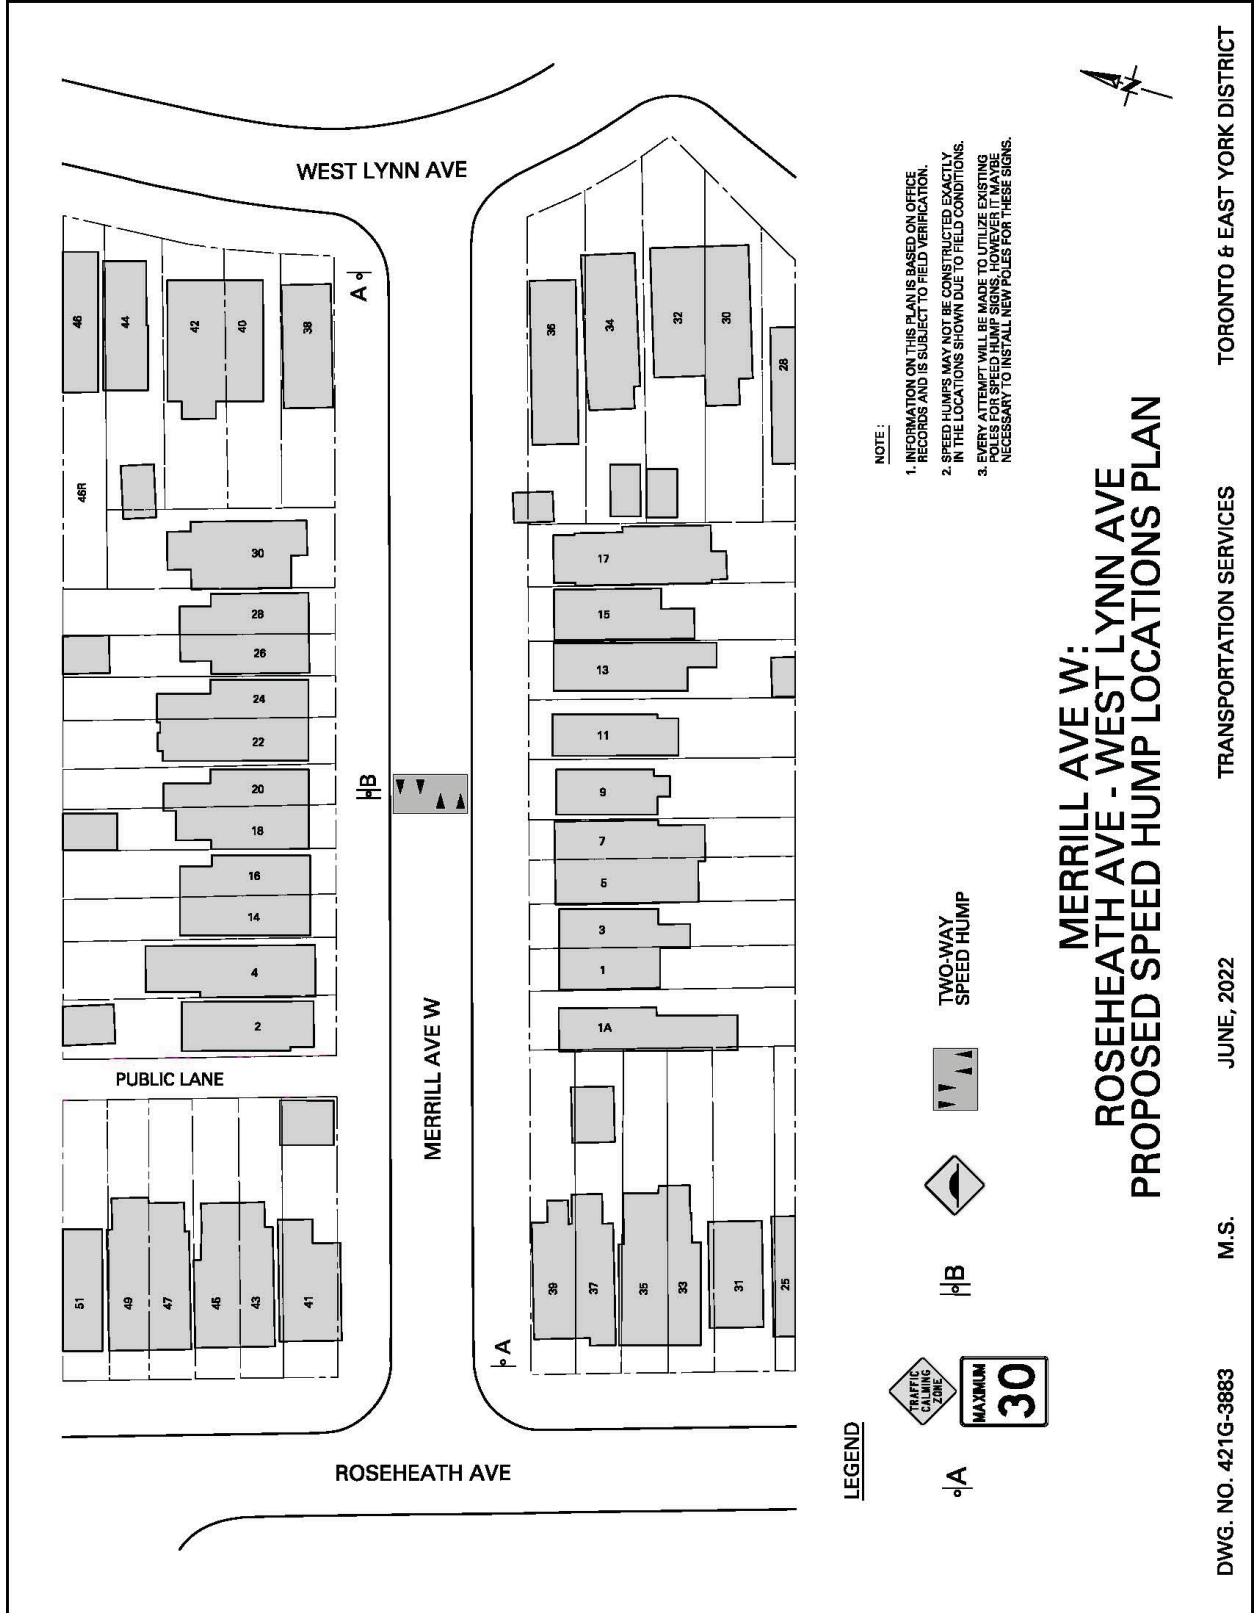 WEST LYNN AVE
46
44
42
40
38
A
46R
30
28
26
24
22
B
20
18
16
14
4
2
PUBLIC LANE
51
49
47
45
43
41
MERRILL AVE W
36
34
32
30
28
17
15
13
11
9
7
5
3
1
1A
39
37
35
33
31
25
A
ROSEHEATH AVE
N
NOTE :
1. INFORMATION ON THIS PLAN IS BASED ON OFFICE
RECORDS AND IS SUBJECT TO FIELD VERIFICATION.
2. SPEED HUMPS MAY NOT BE CONSTRUCTED EXACTLY
IN THE LOCATIONS SHOWN DUE TO FIELD CONDITIONS.
3. EVERY ATTEMPT WILL BE MADE TO UTILIZE EXISTING
POLES FOR SPEED HUMP SIGNS, HOWEVER IT MAYBE
NECESSARY TO INSTALL NEW POLES FOR THESE SIGNS.
LEGEND
A
TRAFFIC
CALMING
ZONE
MAXIMUM
30
B
TWO-WAY
SPEED HUMP
MERRILL AVE W:
ROSEHEATH AVE - WEST LYNN AVE
PROPOSED SPEED HUMP LOCATIONS PLAN
DWG. NO. 421G-3883
M.S.
JUNE, 2022
TRANSPORTATION SERVICES
TORONTO & EAST YORK DISTRICT